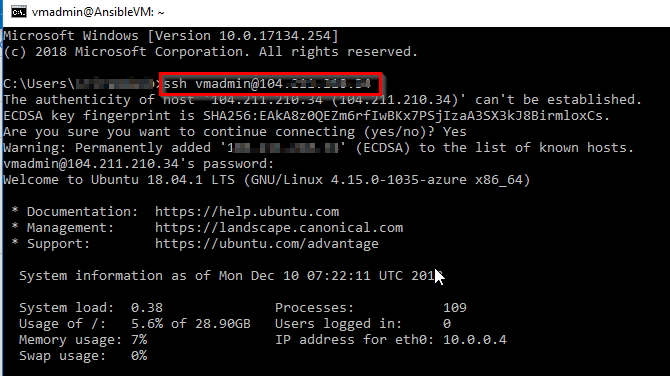 vmadmin@AnsibleVM: ~
Microsoft Windows [Version 10.0.17134.254]
(c) 2018 Microsoft Corporation. All rights reserved.
C:\Users\ >ssh vmadmin@104.
The authenticity of host '104.211.210.34 (104.211.210.34)' can't be established.
ECDSA key fingerprint is SHA256:EAkA8z0QEZm6rfIwBKx7PSjIzaA3SX3kJ8BirmloxCs.
Are you sure you want to continue connecting (yes/no)? Yes
Warning: Permanently added ' ' (ECDSA) to the list of known hosts.
vmadmin@104.211.210.34's password:
Welcome to Ubuntu 18.04.1 LTS (GNU/Linux 4.15.0-1035-azure x86_64)
* Documentation:  https://help.ubuntu.com
* Management:     https://landscape.canonical.com
* Support:        https://ubuntu.com/advantage
System information as of Mon Dec 10 07:22:11 UTC
System load:  0.38              Processes:           109
Usage of /:   5.6% of 28.90GB   Users logged in:     0
Memory usage: 7%                IP address for eth0: 10.0.0.4
Swap usage:   0%